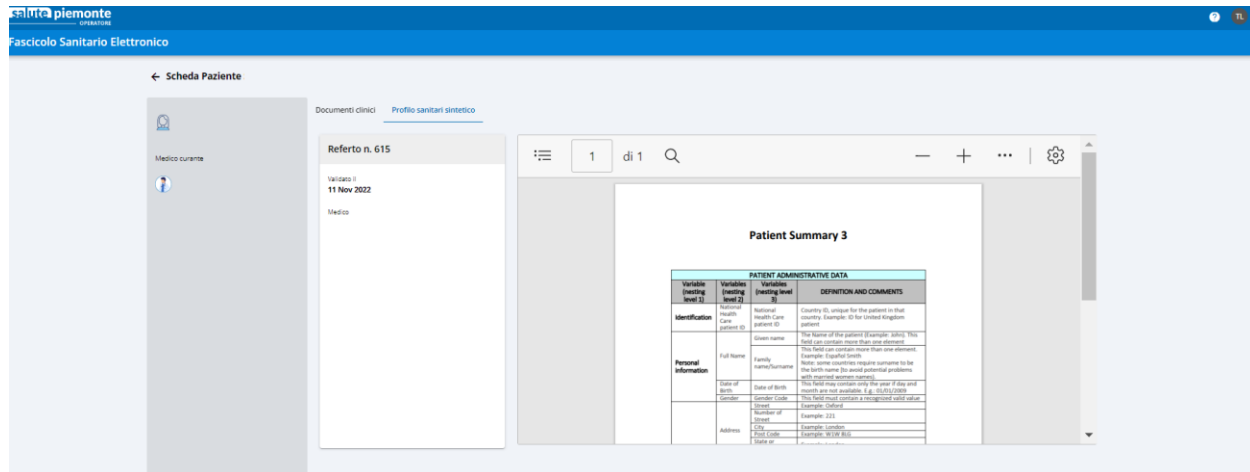 salute piemonte
OPERATORE
TL
Fascicolo Sanitario Elettronico
← Scheda Paziente
Medico curante
Documenti clinici Profilo sanitari sintetico
Referto n. 615
Validato il
11 Nov 2022
Medico
1 di 1
Patient Summary 3
PATIENT ADMINISTRATIVE DATA
Variable (nesting level 1) Variables (nesting level 2) Variables (nesting level 3) DEFINITION AND COMMENTS
Identification National Health Care patient ID National Health Care patient ID Country ID, unique for the patient in that country. Example: ID for United Kingdom patient
Personal information Full Name Given name The Name of the patient (Example: John). This field can contain more than one element
Family name/Surname This field can contain more than one element. Example: Español Smith
Note: some countries require surname to be the birth name [to avoid potential problems with married women names).
Date of Birth Date of Birth This field may contain only the year if day and month are not available. E.g.: 01/01/2009
Gender Gender Code This field must contain a recognized valid value
Address Street Example: Oxford
Number of Street Example: 221
City Example: London
Post Code Example: W1W 8LG
State or